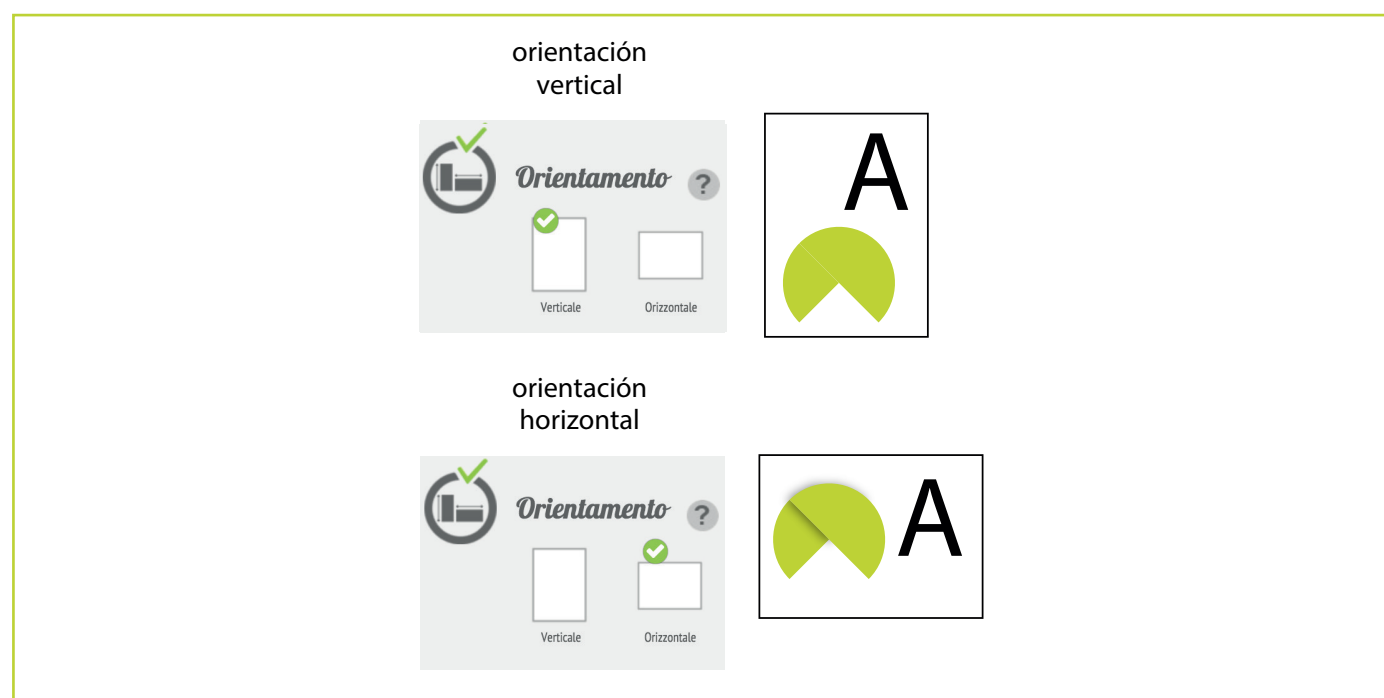 orientación
vertical
Orientamento ?
Verticale Orizzontale
A
orientación
horizontal
Orientamento ?
Verticale Orizzontale
A